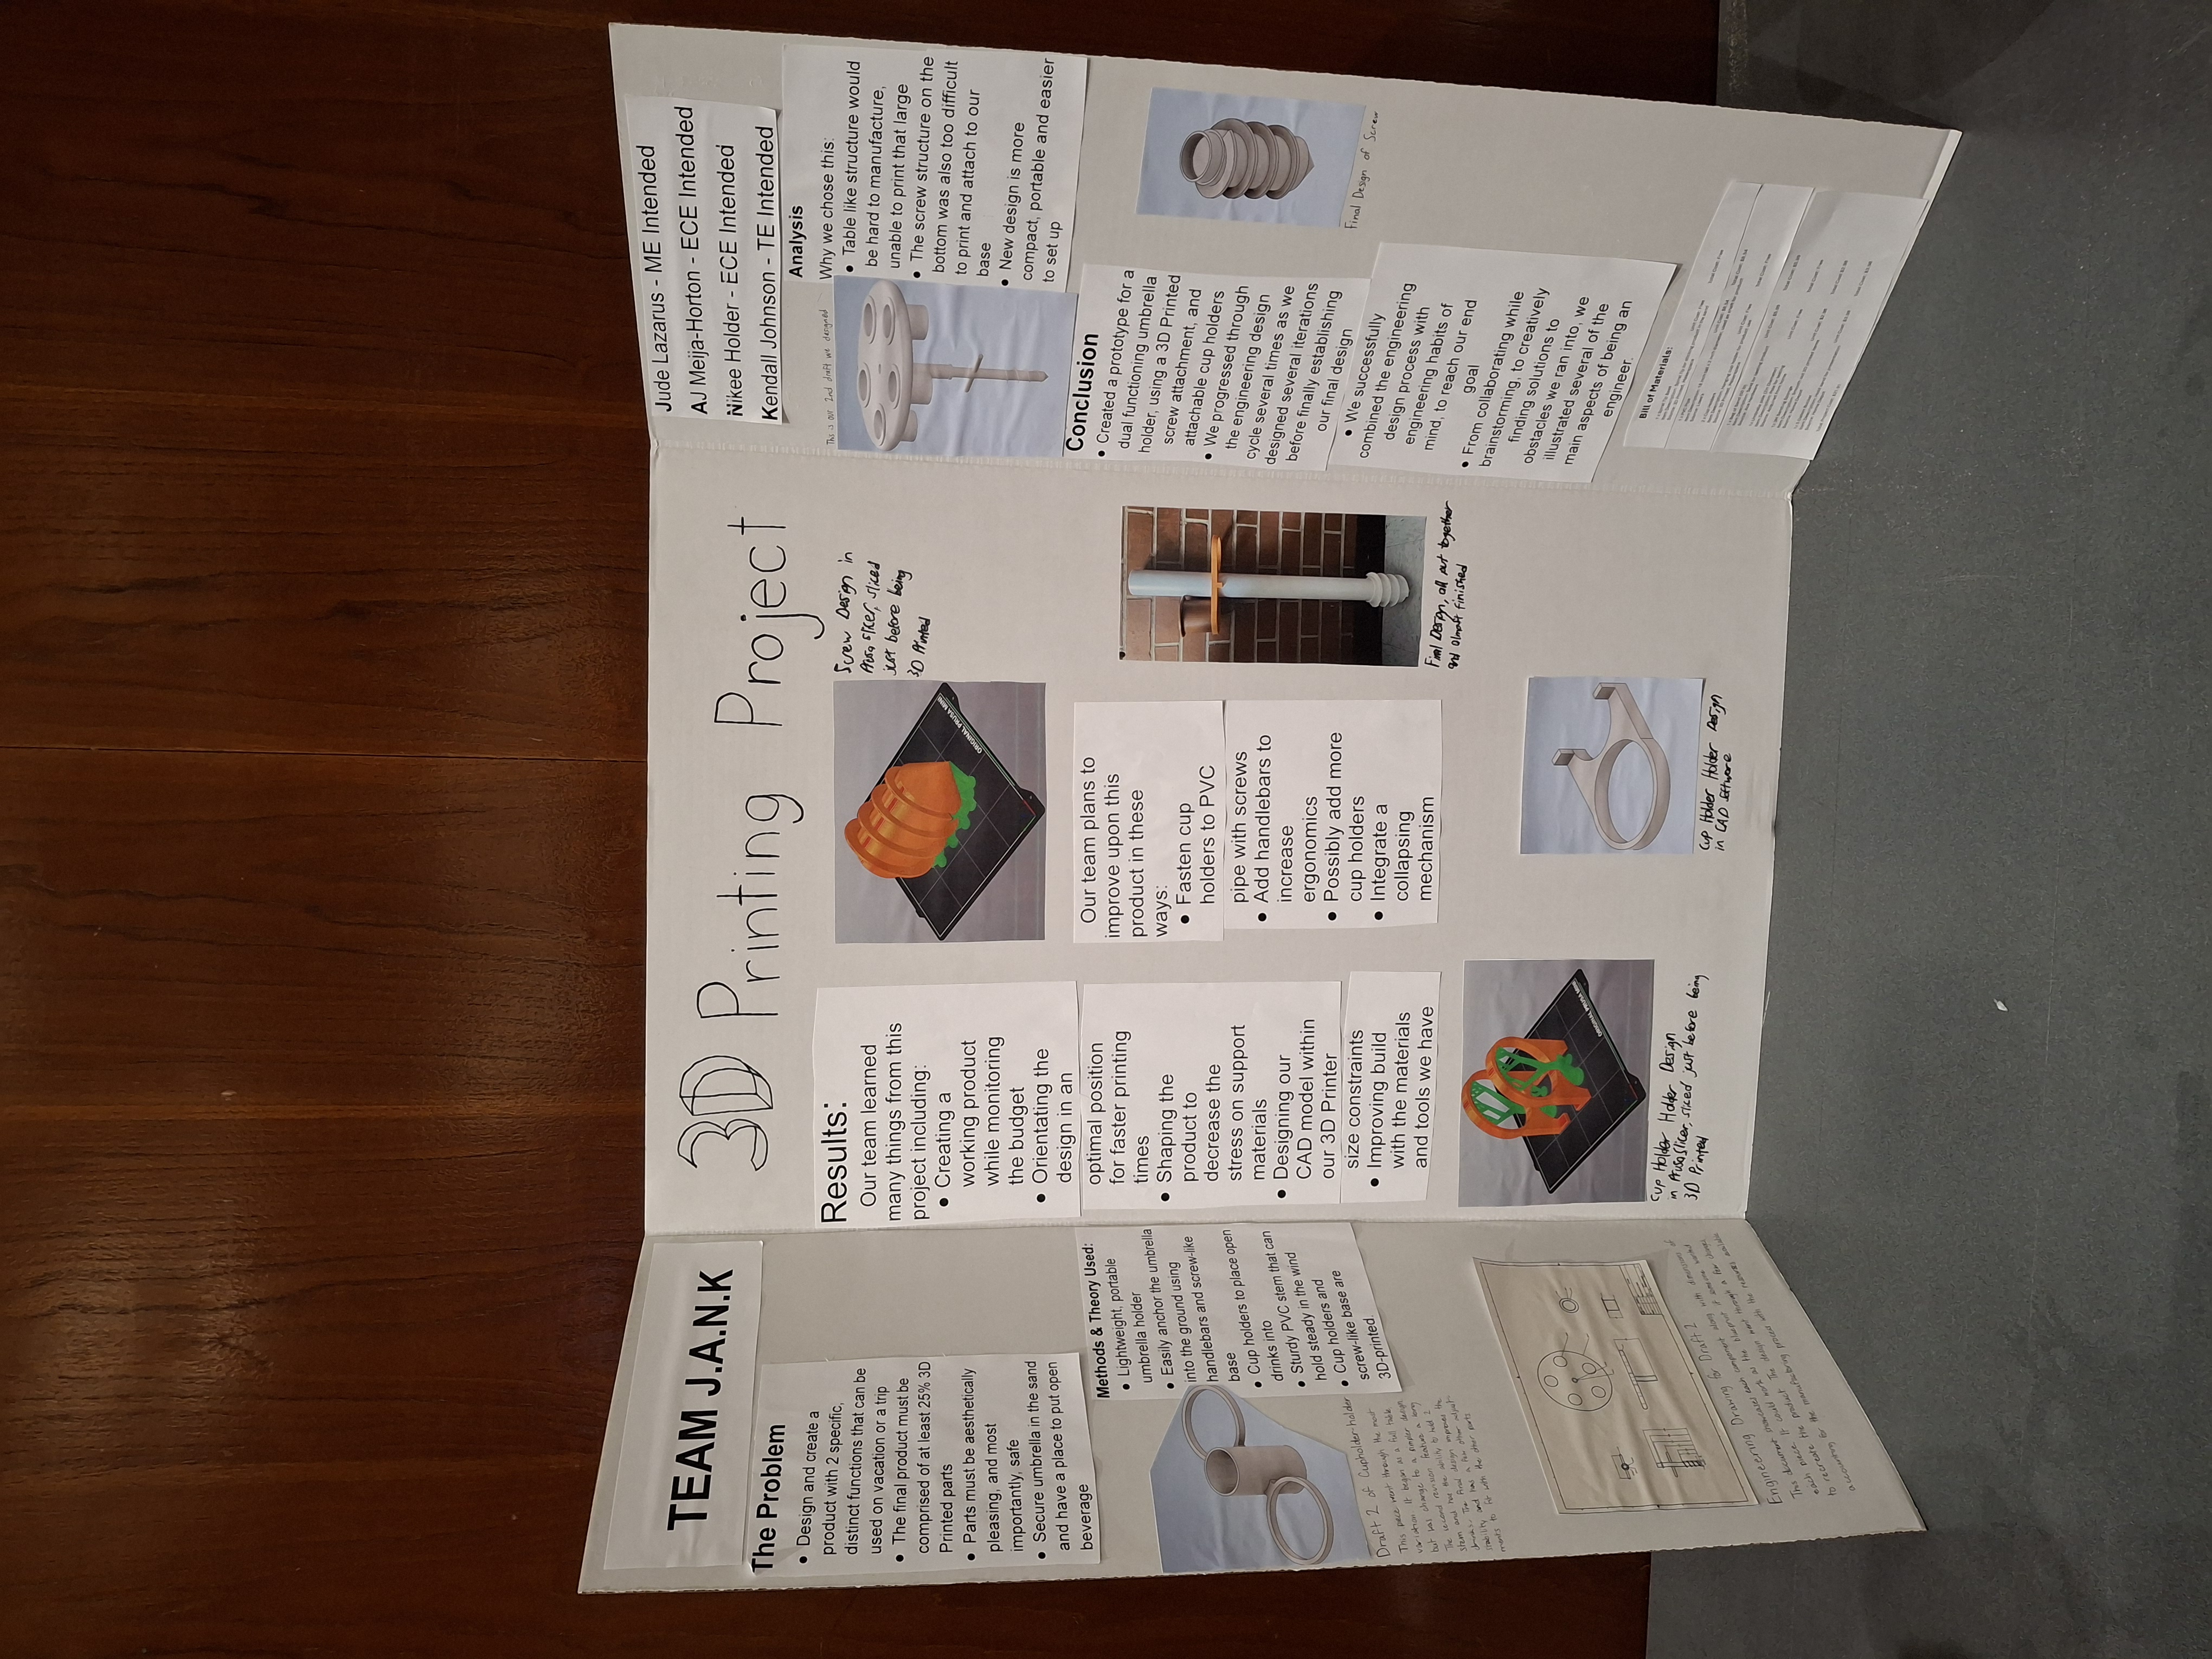 TEAM J.A.N.K
The Problem
• Design and create a
product with 2 specific,
distinct functions that can be
used on vacation or a trip
• The final product must be
comprised of at least 25% 3D
Printed parts
• Parts must be aesthetically
pleasing, and most
importantly, safe
• Secure umbrella in the sand
and have a place to put open
beverage
Methods & Theory Used:
• Lightweight, portable
umbrella holder
• Easily anchor the umbrella
into the ground using
handlebars and screw-like
base
• Cup holders to place open
drinks into
• Sturdy PVC stem that can
hold steady in the wind
• Cup holders and
screw-like base are
3D-printed.
Draft 2 of Cupholder-holder
This piece went through the most
variation. It began as a full table
but was change to a simpler design.
The second revision feature a long
stem and has the ability to hold 2
drinks. The final design improves the
stability and has a few other adjust-
ments to fit with the other parts
Engineering Drawing for Draft 2
This document showcases each component along with dimensions of
each piece. It could work as the blueprint if someone wanted
to recreate the product. The design went through a few changes,
accounting for the manufactoring process with the resources available
3D Printing Project
Results:
Our team learned
many things from this
project including:
• Creating a
working product
while monitoring
the budget
• Orientating the
design in an
optimal position
for faster printing
times
• Shaping the
product to
decrease the
stress on support
materials
• Designing our
CAD model within
our 3D Printer
size constraints
• Improving build
with the materials
and tools we have
ORIGINAL PRUSA MINI
Cup Holder Holder Design
in PrusaSlicer, sliced just before being
3D Printed
ORIGINAL PRUSA MINI
Screw Design in
Prusa slicer, sliced
just before being
3D Printed
Our team plans to
improve upon this
product in these
ways:
• Fasten cup
holders to PVC
pipe with screws
• Add handlebars to
increase
ergonomics
• Possibly add more
cup holders
• Integrate a
collapsing
mechanism
Final Design, all put together
and almost finished
Cup Holder Holder Design
in CAD software
Jude Lazarus - ME Intended
AJ Meija-Horton - ECE Intended
Nikee Holder - ECE Intended
Kendall Johnson - TE Intended
This is our 2nd draft we designed
Analysis
Why we chose this:
• Table like structure would
be hard to manufacture,
unable to print that large
• The screw structure on the
bottom was also too difficult
to print and attach to our
base
• New design is more
compact, portable and easier
to set up
Conclusion
• Created a prototype for a
dual functioning umbrella
holder, using a 3D Printed
screw attachment, and
attachable cup holders
• We progressed through
the engineering design
cycle several times as we
designed several iterations
before finally establishing
our final design
• We successfully
combined the engineering
design process with
engineering habits of
mind, to reach our end
goal
• From collaborating while
brainstorming, to creatively
finding solutions to
obstacles we ran into, we
illustrated several of the
main aspects of being an
engineer.
Final Design of Screw
Bill of Materials: